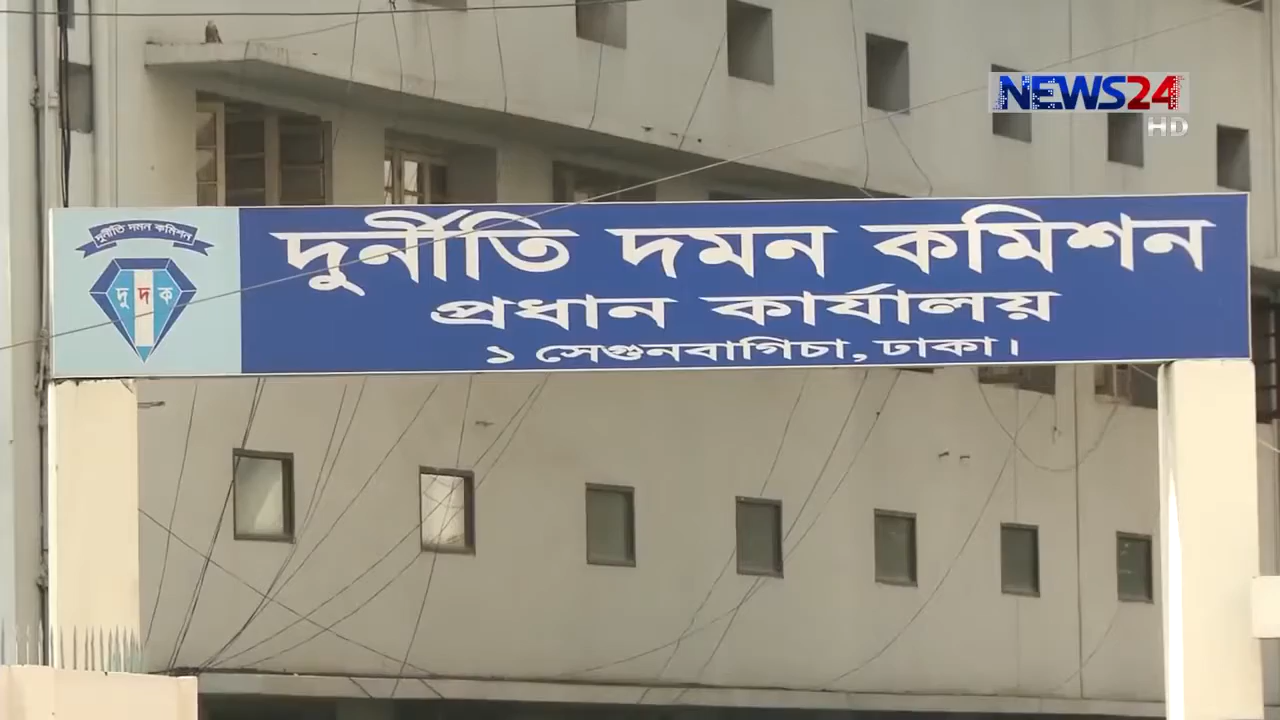 NEWS24
HD
দুর্নীতি দমন কমিশন
দু দ ক
দুর্নীতি দমন কমিশন
প্রধান কার্যালয়
১ সেগুনবাগিচা, ঢাকা।